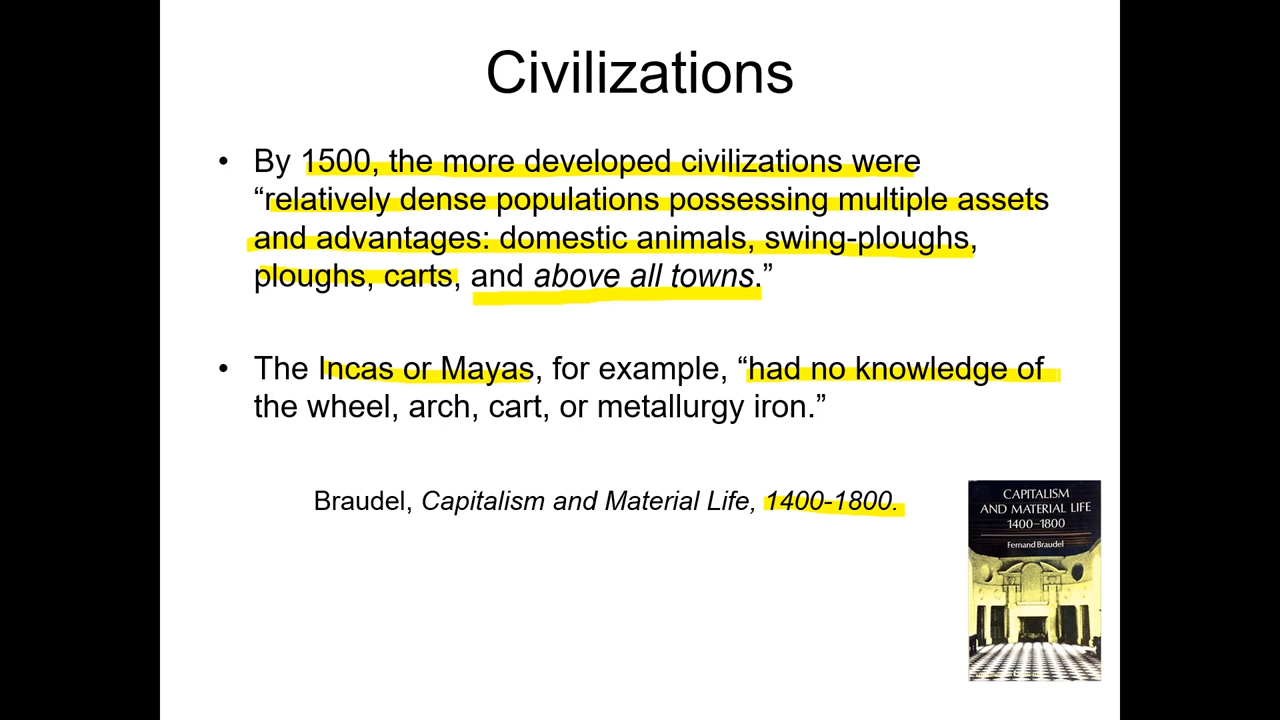 Civilizations
• By 1500, the more developed civilizations were
“relatively dense populations possessing multiple assets
and advantages: domestic animals, swing-ploughs,
ploughs, carts, and above all towns.”
• The Incas or Mayas, for example, “had no knowledge of
the wheel, arch, cart, or metallurgy iron.”
Braudel, Capitalism and Material Life, 1400-1800.
CAPITALISM
AND MATERIAL LIFE
1400–1800
Fernand Braudel